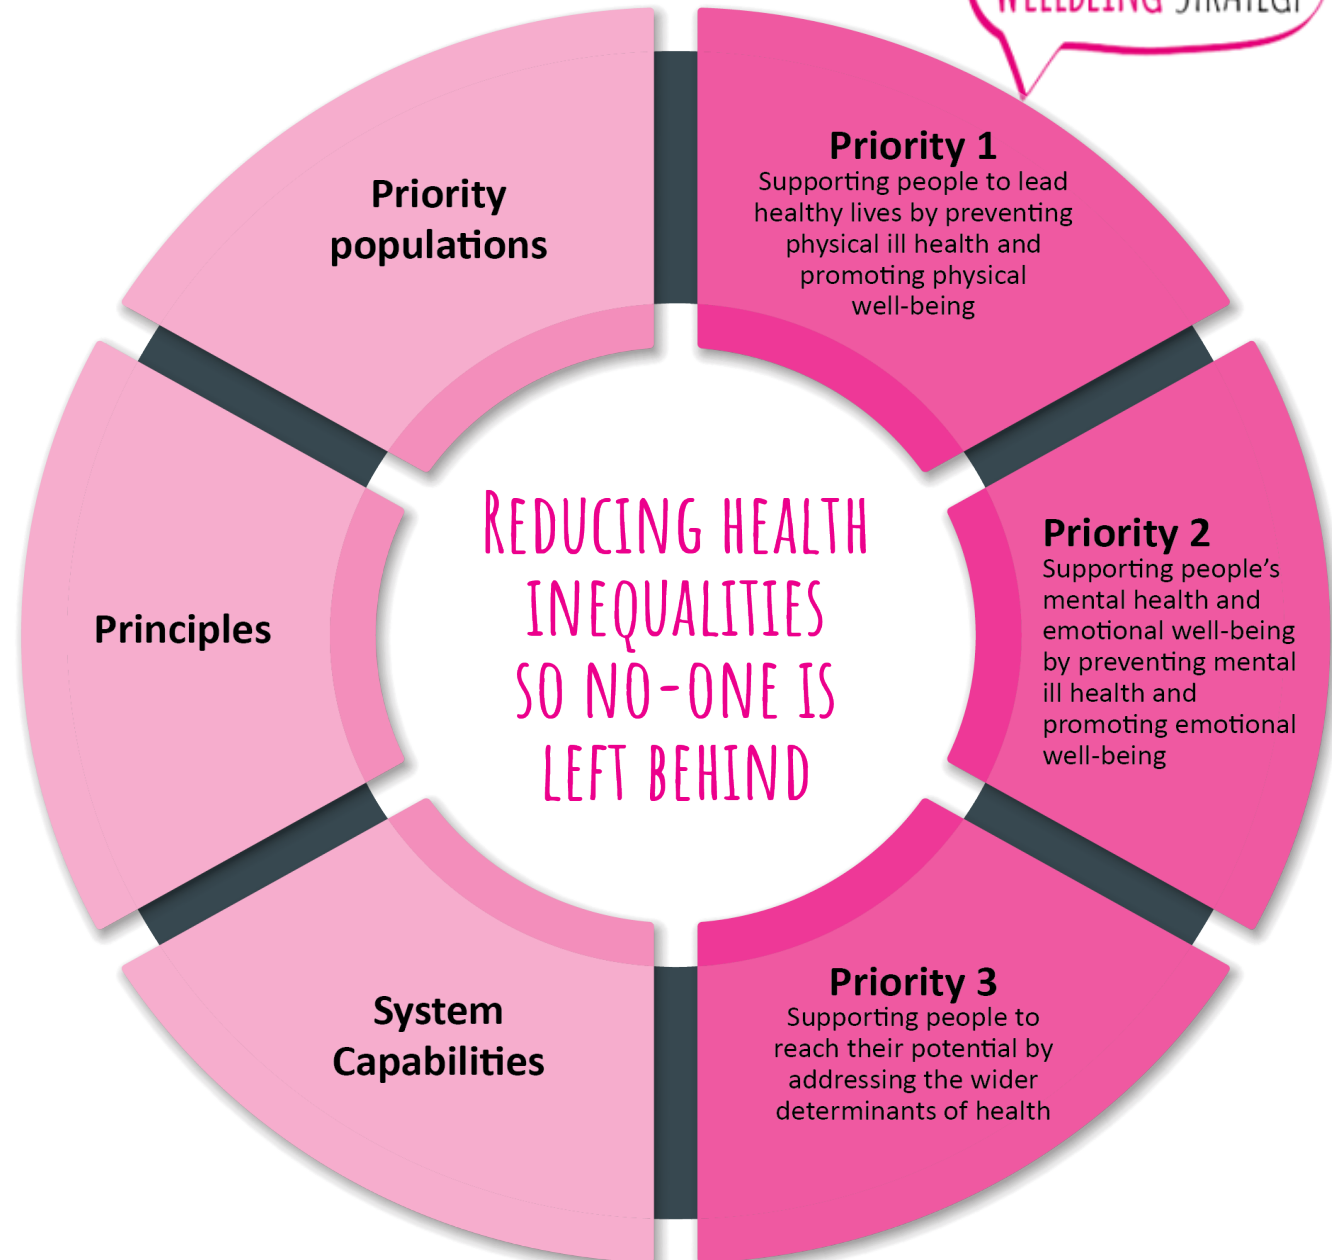 WELLBEING STRATEGY
Priority 1
Supporting people to lead
healthy lives by preventing
physical ill health and
promoting physical
well-being
Priority
populations
Priority 2
Supporting people’s
mental health and
emotional well-being
by preventing mental
ill health and
promoting emotional
well-being
REDUCING HEALTH
INEQUALITIES
SO NO-ONE IS
LEFT BEHIND
Principles
Priority 3
Supporting people to
reach their potential by
addressing the wider
determinants of health
System
Capabilities